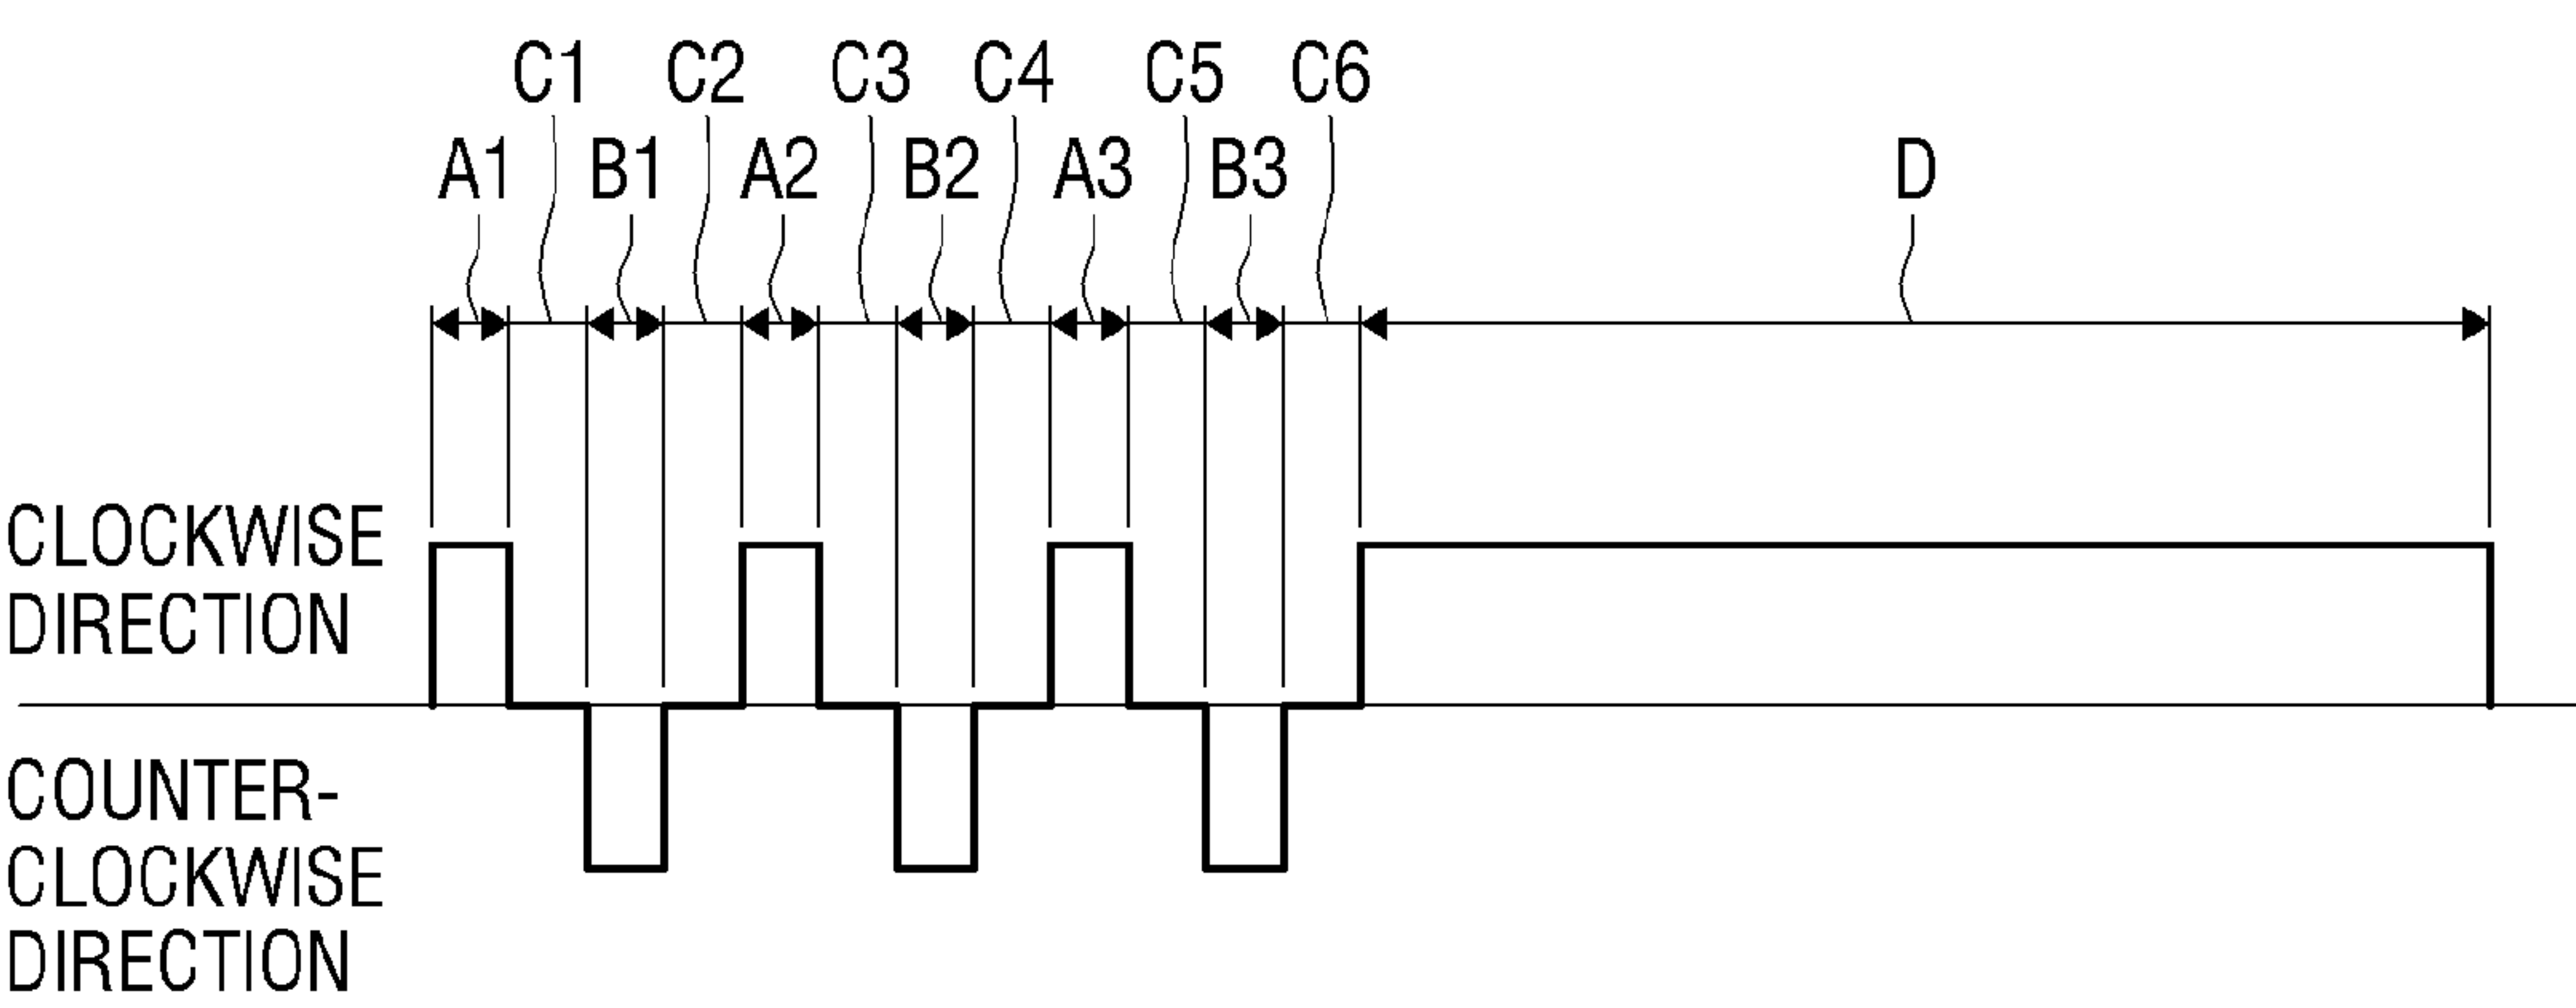 C1 C2 C3 C4 C5 C6
A1 B1 A2 B2 A3 B3 D
CLOCKWISE
DIRECTION
COUNTER-
CLOCKWISE
DIRECTION